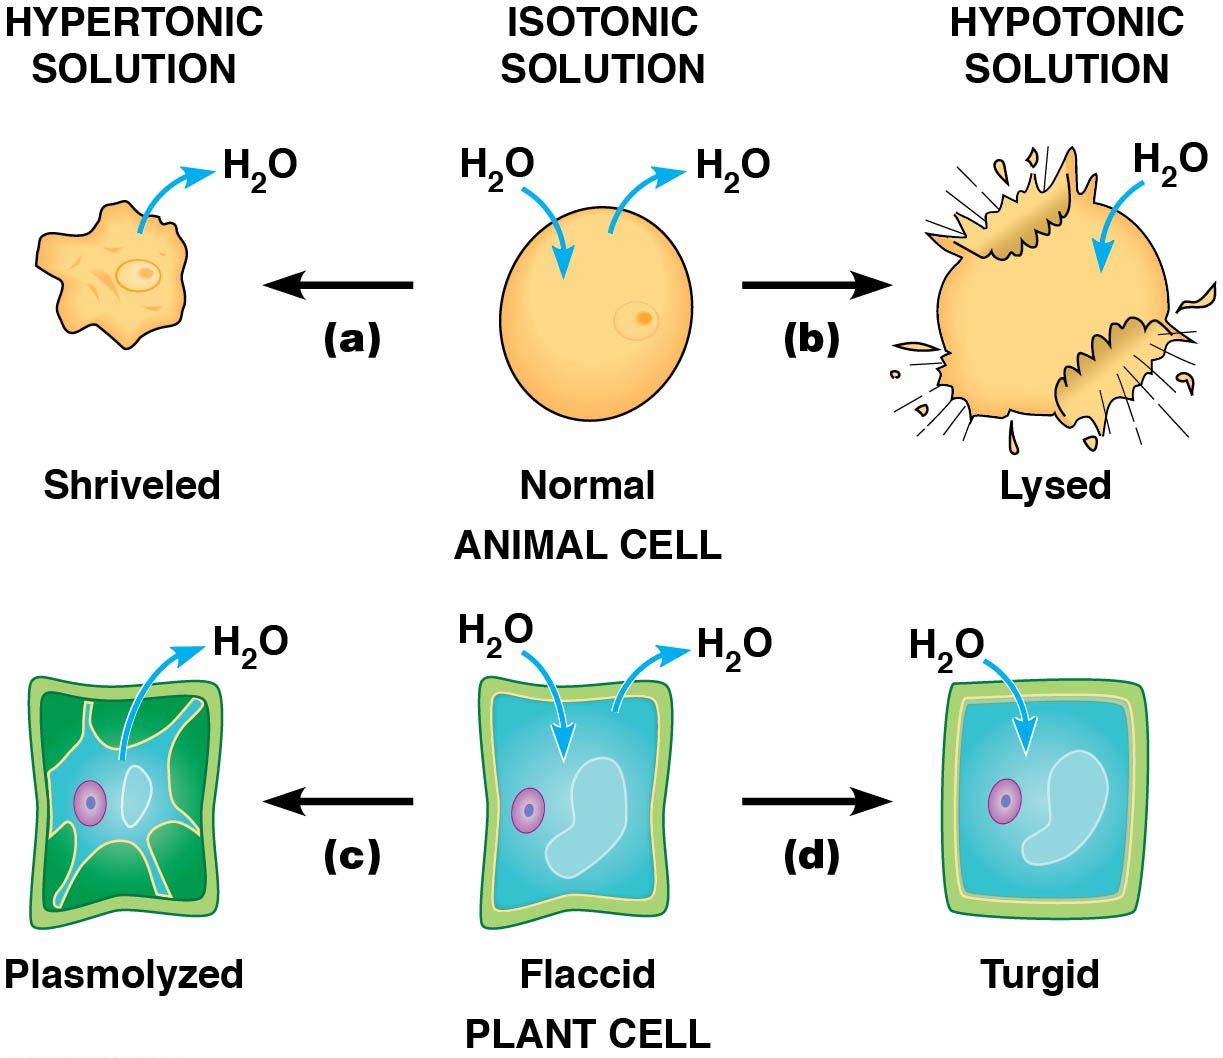 HYPERTONIC
SOLUTION
ISOTONIC
SOLUTION
HYPOTONIC
SOLUTION
H₂O
H₂O
H₂O
H₂O
(a)
(b)
Shriveled
Normal
Lysed
ANIMAL CELL
H₂O
H₂O
H₂O
H₂O
(c)
(d)
Plasmolyzed
Flaccid
Turgid
PLANT CELL